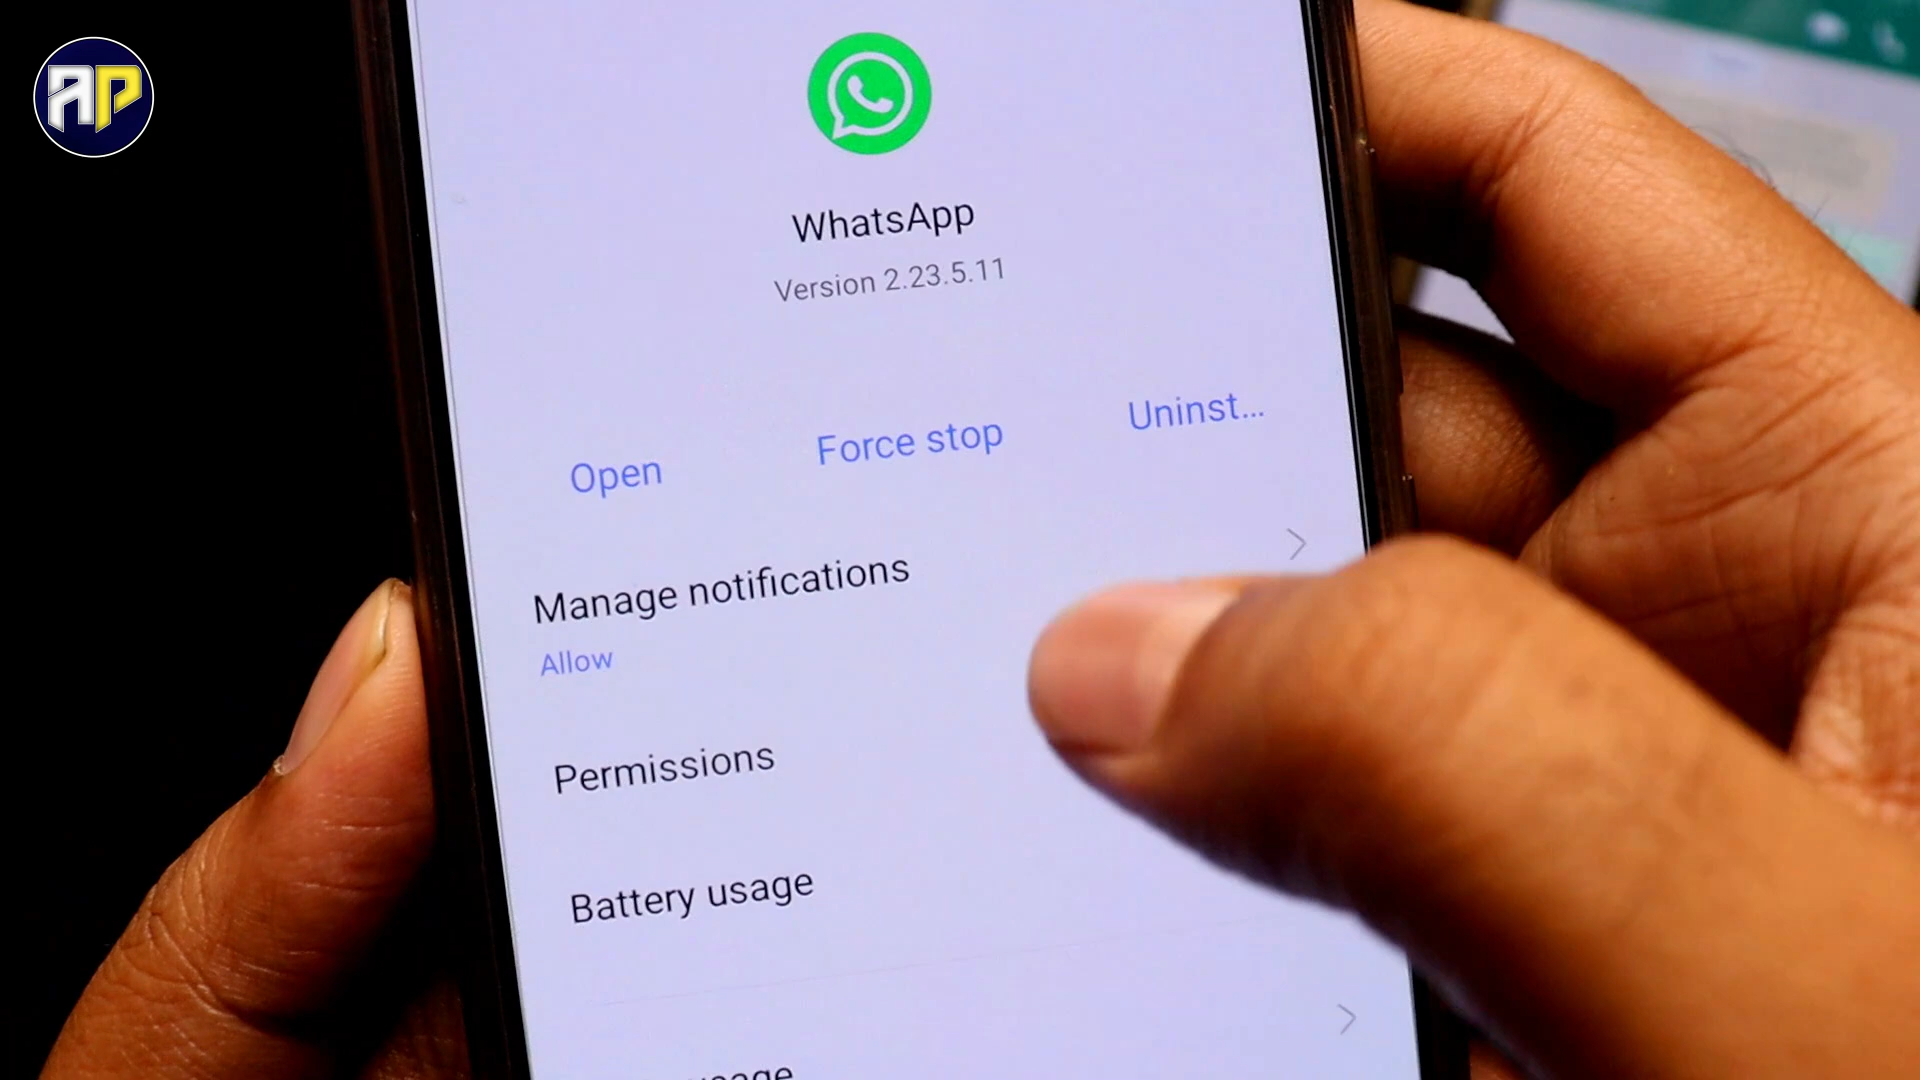 AP
WhatsApp
Version 2.23.5.11
Open
Force stop
Uninst...
Manage notifications
Allow
Permissions
Battery usage